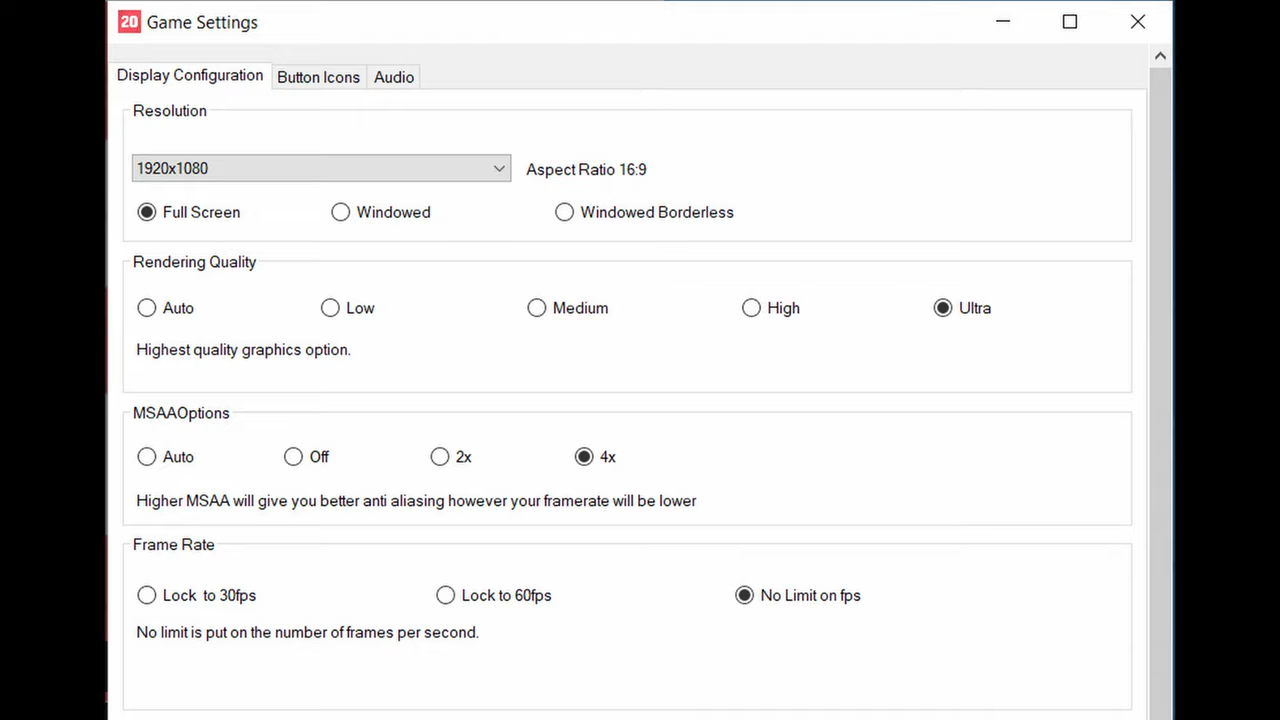 20 Game Settings
Display Configuration Button Icons Audio
Resolution
1920x1080 Aspect Ratio 16:9
Full Screen Windowed Windowed Borderless
Rendering Quality
Auto Low Medium High Ultra
Highest quality graphics option.
MSAAOptions
Auto Off 2x 4x
Higher MSAA will give you better anti aliasing however your framerate will be lower
Frame Rate
Lock to 30fps Lock to 60fps No Limit on fps
No limit is put on the number of frames per second.